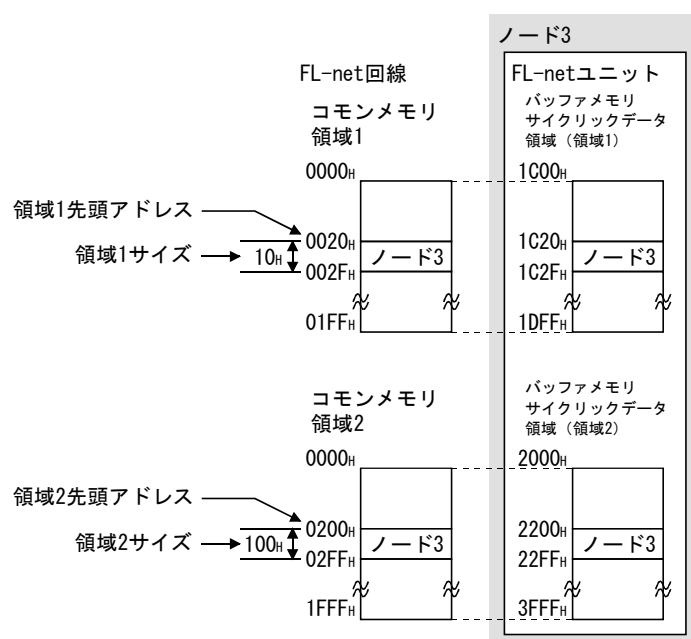 ノード3
FL-net回線
FL-netユニット
コモンメモリ
領域1
バッファメモリ
サイクリックデータ
領域（領域1）
0000H
1C00H
領域1先頭アドレス
0020H
1C20H
領域1サイズ
10H
ノード3
ノード3
002FH
1C2FH
01FFH
1DFFH
コモンメモリ
領域2
バッファメモリ
サイクリックデータ
領域（領域2）
0000H
2000H
領域2先頭アドレス
0200H
2200H
領域2サイズ
100H
ノード3
ノード3
02FFH
22FFH
1FFFH
3FFFH